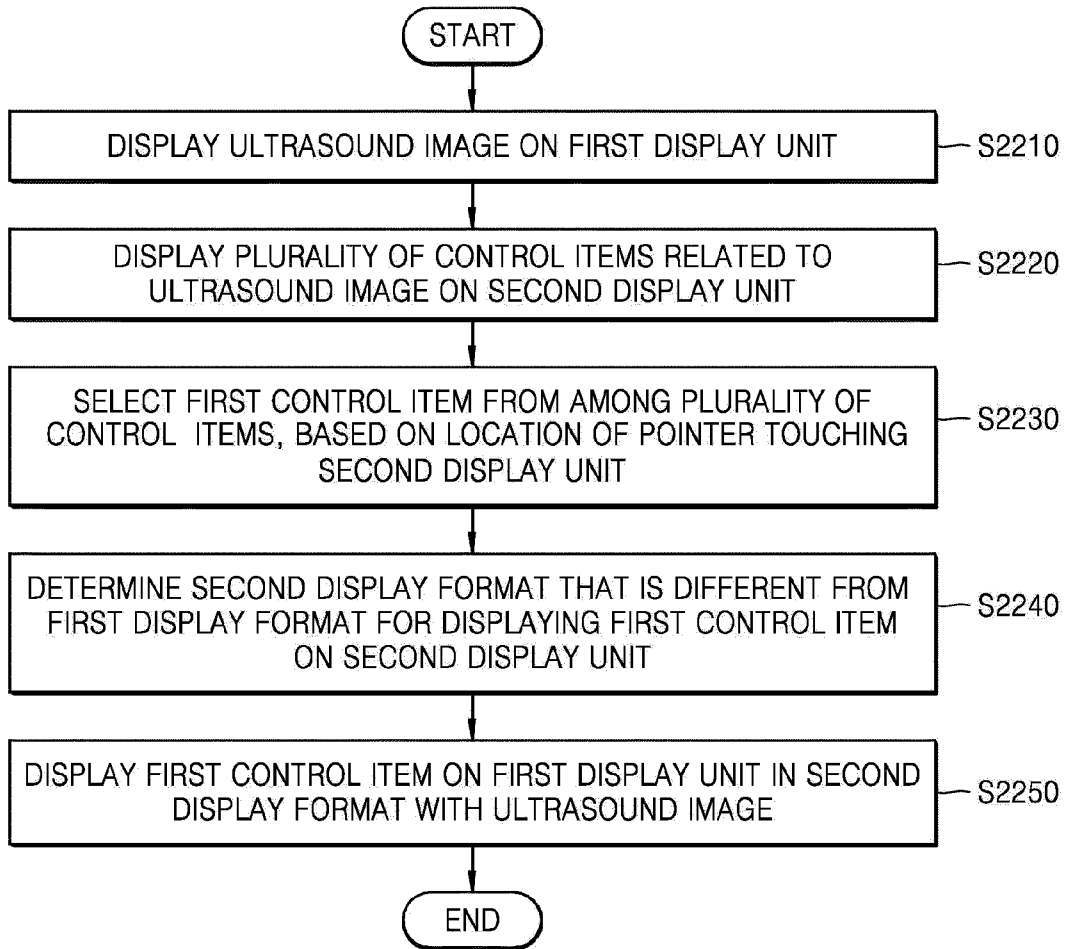 START
DISPLAY ULTRASOUND IMAGE ON FIRST DISPLAY UNIT
S2210
DISPLAY PLURALITY OF CONTROL ITEMS RELATED TO
ULTRASOUND IMAGE ON SECOND DISPLAY UNIT
S2220
SELECT FIRST CONTROL ITEM FROM AMONG PLURALITY OF
CONTROL ITEMS, BASED ON LOCATION OF POINTER TOUCHING
SECOND DISPLAY UNIT
S2230
DETERMINE SECOND DISPLAY FORMAT THAT IS DIFFERENT FROM
FIRST DISPLAY FORMAT FOR DISPLAYING FIRST CONTROL ITEM
ON SECOND DISPLAY UNIT
S2240
DISPLAY FIRST CONTROL ITEM ON FIRST DISPLAY UNIT IN SECOND
DISPLAY FORMAT WITH ULTRASOUND IMAGE
S2250
END